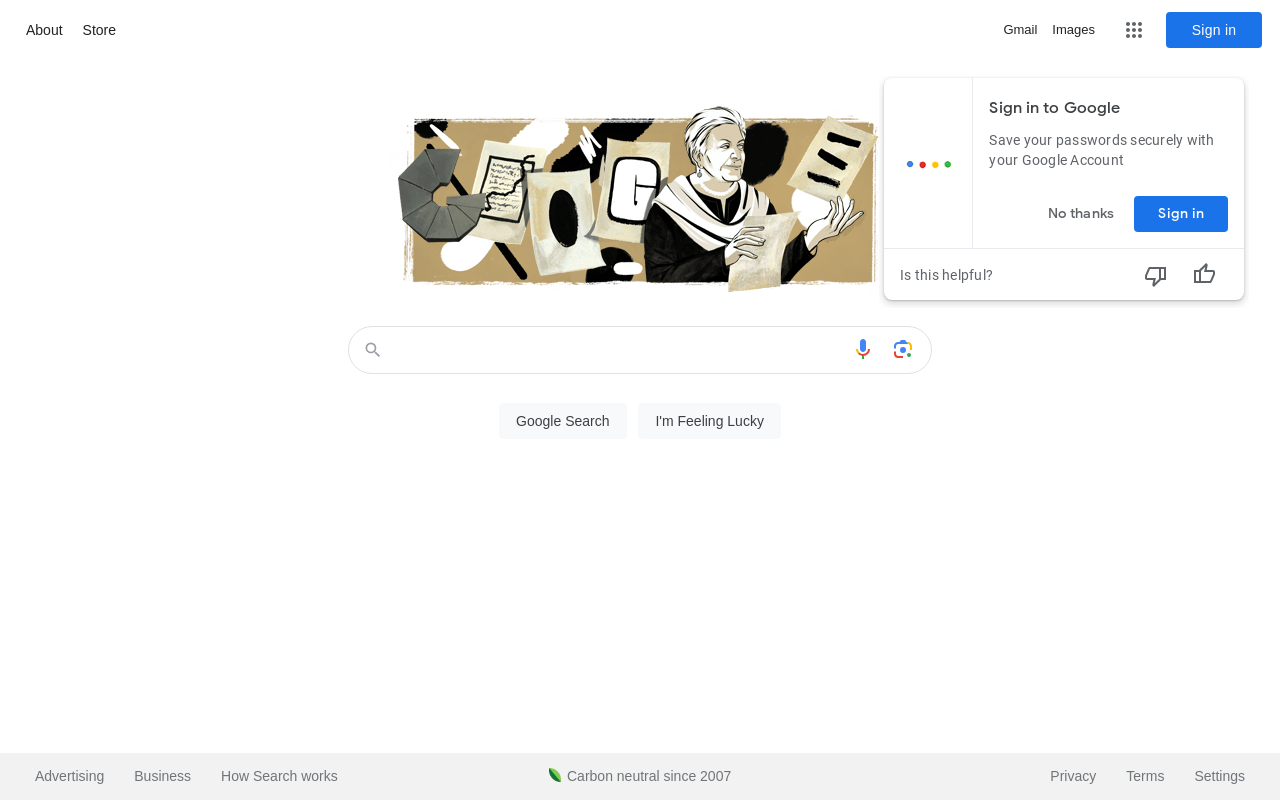 About
Store
Gmail
Images
Sign in
Sign in to Google
Save your passwords securely with
your Google Account
No thanks
Sign in
Is this helpful?
G
Google Search
I'm Feeling Lucky
Advertising
Business
How Search works
Carbon neutral since 2007
Privacy
Terms
Settings